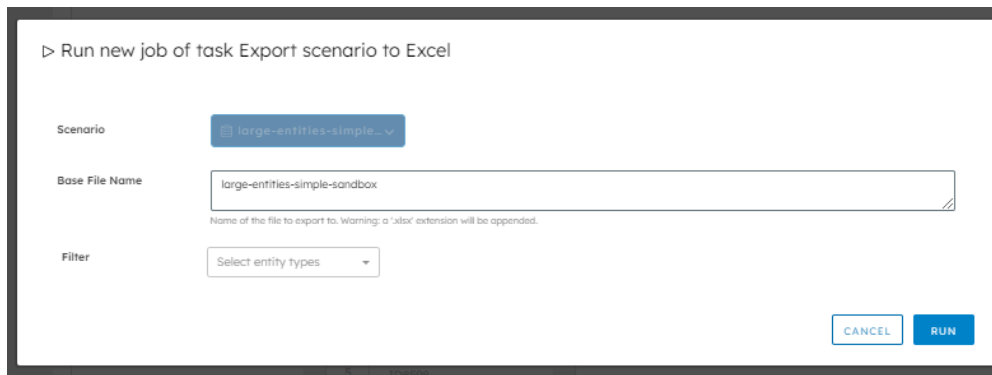 Run new job of task Export scenario to Excel
Scenario
large-entities-simple...
Base File Name
large-entities-simple-sandbox
Name of the file to export to. Warning: a '.xlsx' extension will be appended.
Filter
Select entity types
CANCEL
RUN
5